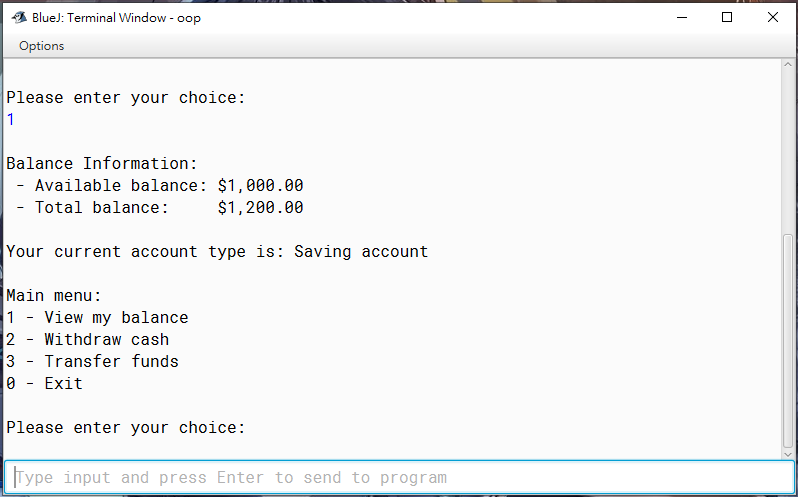 BlueJ: Terminal Window - oop
Options
Please enter your choice:
1
Balance Information:
 - Available balance: $1,000.00
 - Total balance:     $1,200.00
Your current account type is: Saving account
Main menu:
1 - View my balance
2 - Withdraw cash
3 - Transfer funds
0 - Exit
Please enter your choice:
Type input and press Enter to send to program